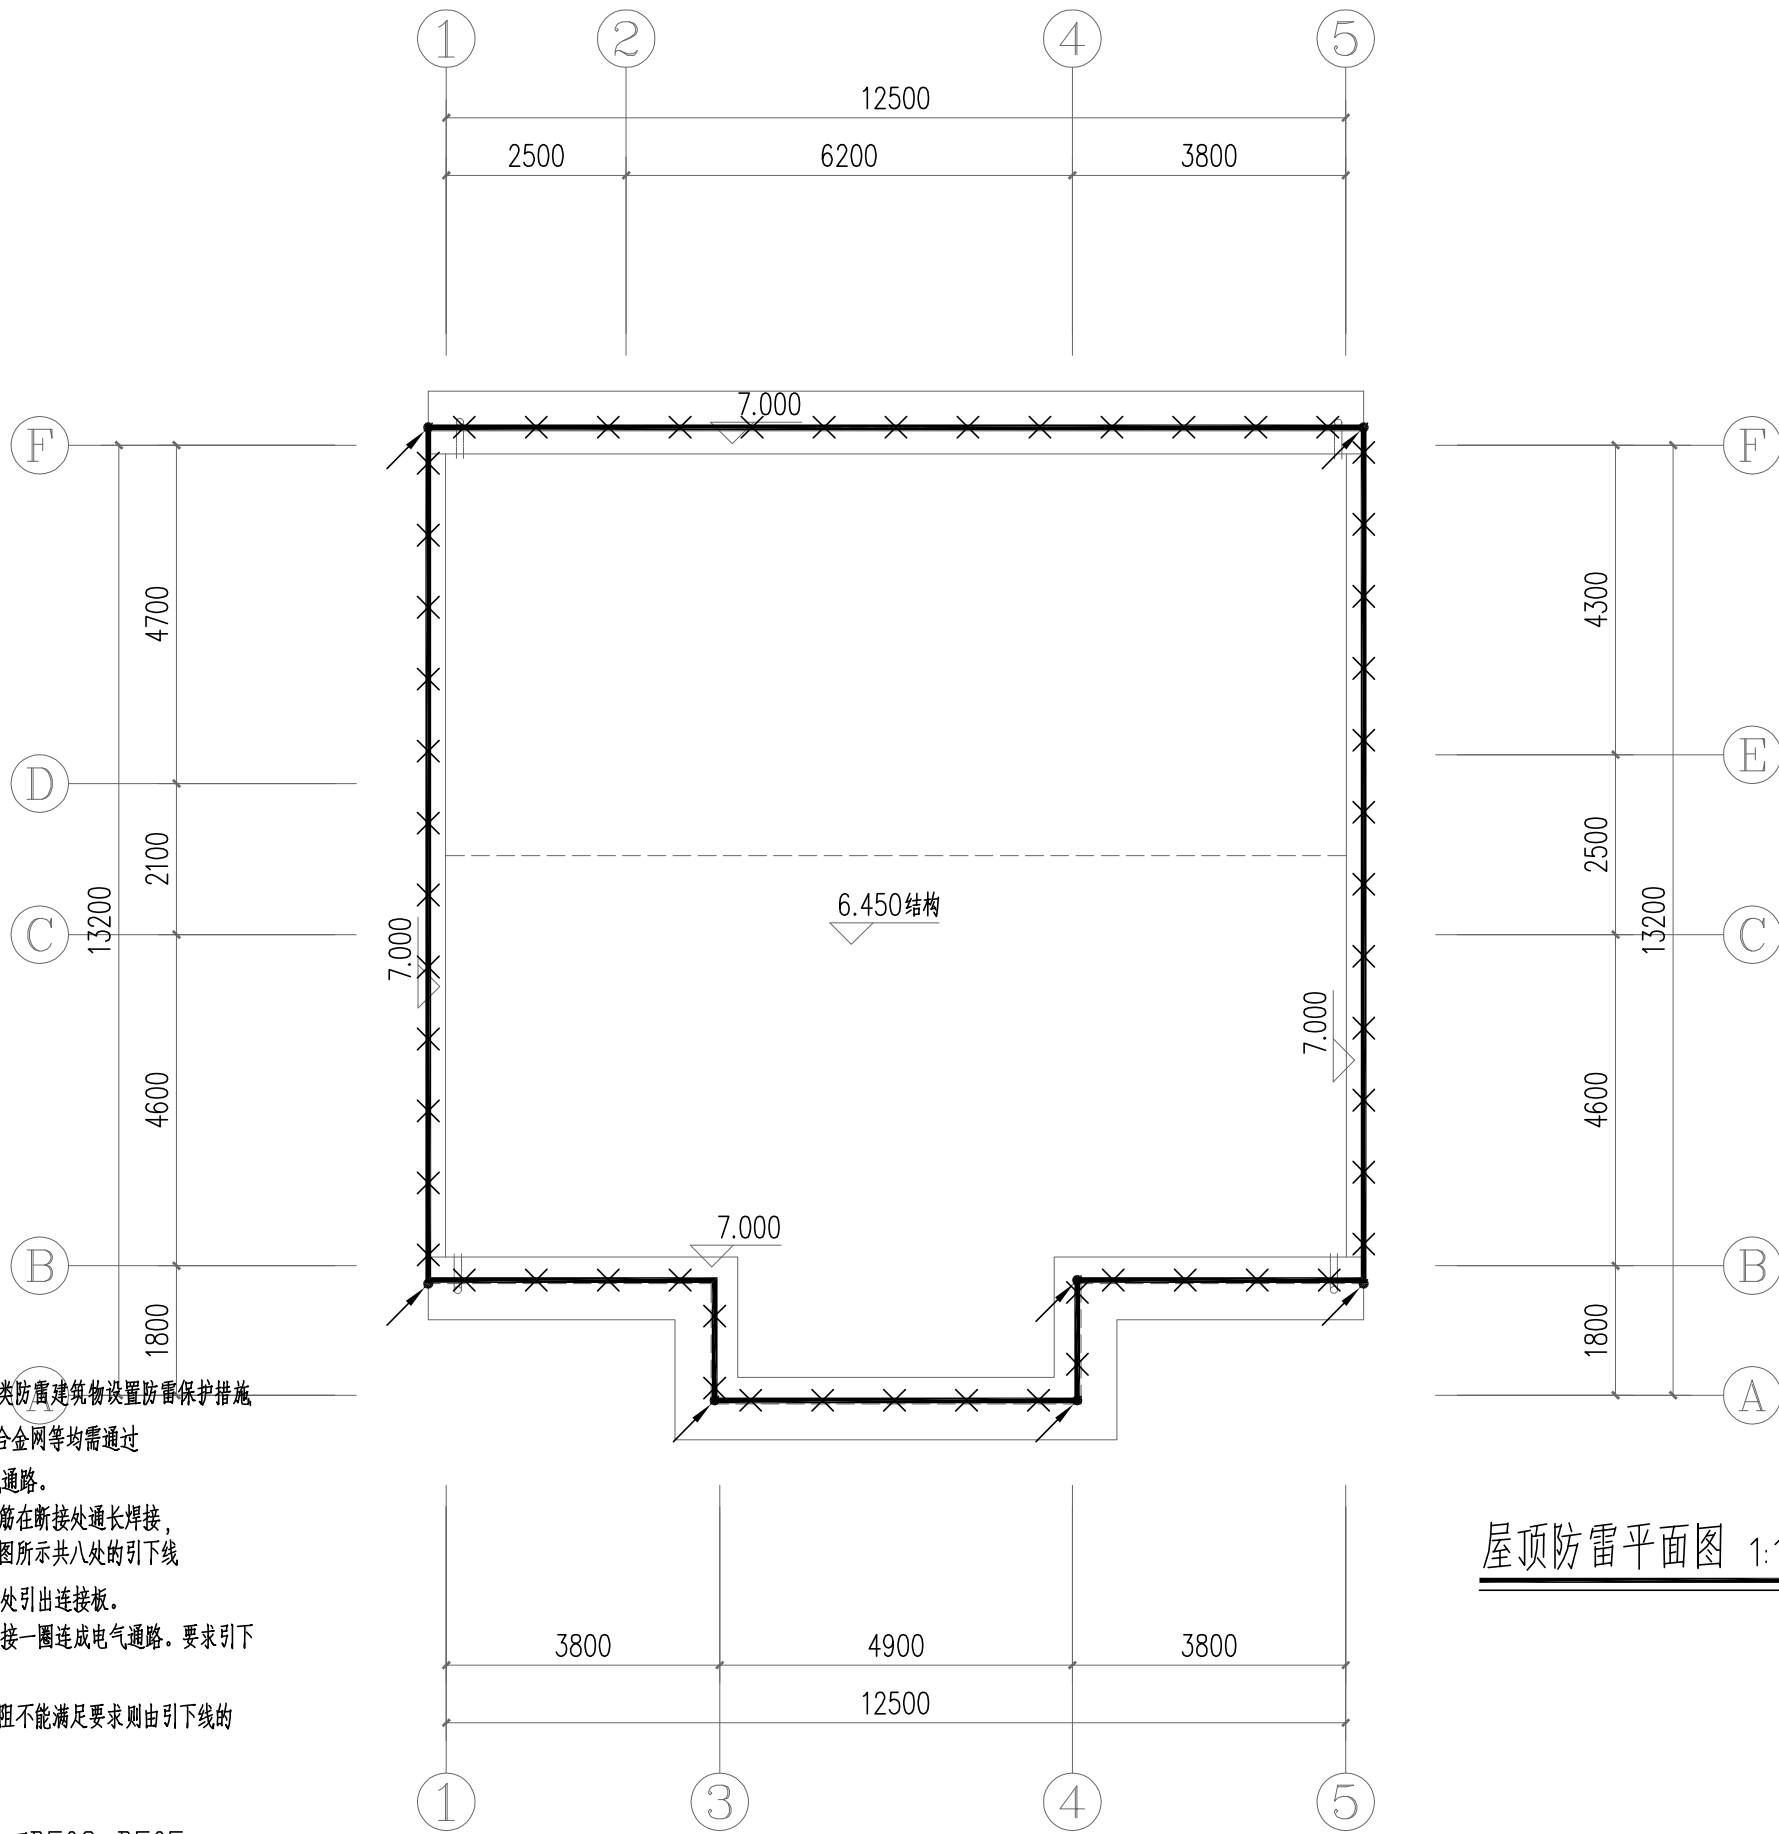 1 2 4 5
12500
2500 6200 3800
7.000
F F
4700 4300
D E
2100 2500
13200 13200
6.450结构
C C
7.000
7.000
4600 4600
7.000
B B
1800 1800
A A
类防雷建筑物设置防雷保护措施
合金网等均需通过
通路。
筋在断接处通长焊接,
图所示共八处的引下线
处引出连接板。
接一圈连成电气通路。要求引下
阻不能满足要求则由引下线的
屋顶防雷平面图 1:1
3800 4900 3800
12500
1 3 4 5